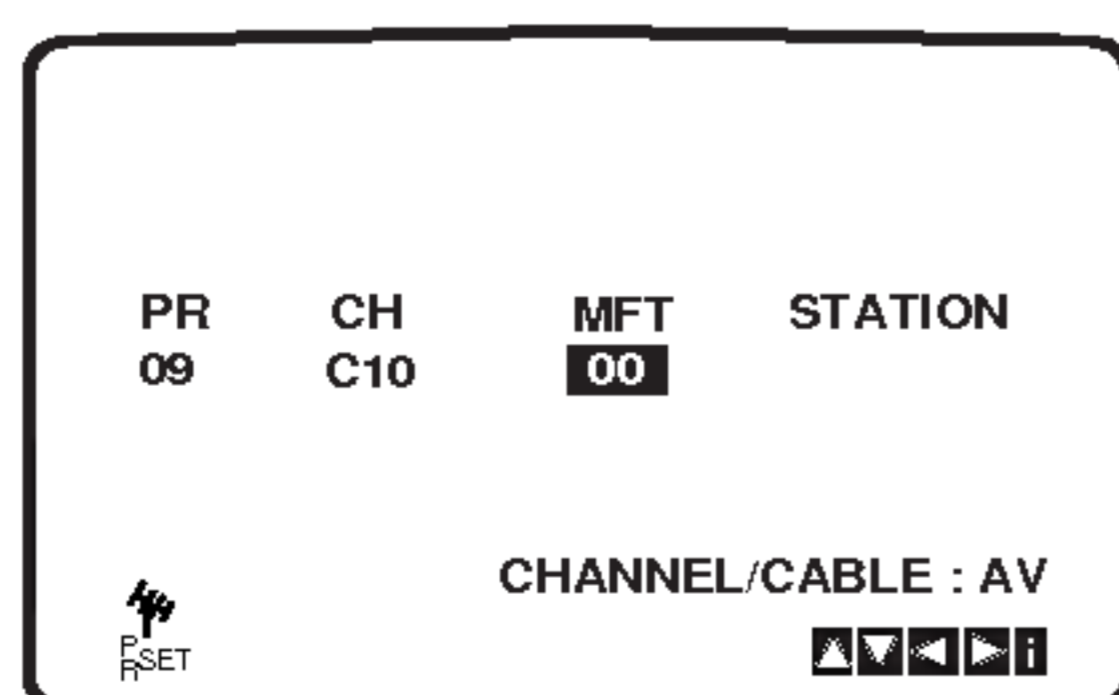 PR CH MFT STATION
09 C10 00
CHANNEL/CABLE : AV
PR SET
i